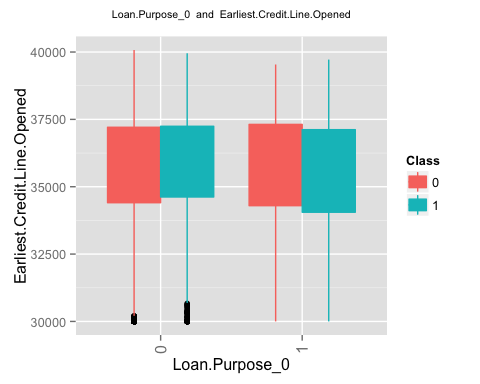 Loan.Purpose_0 and Earliest.Credit.Line.Opened
Earliest.Credit.Line.Opened
40000
37500
35000
32500
30000
0
1
Loan.Purpose_0
Class
0
1